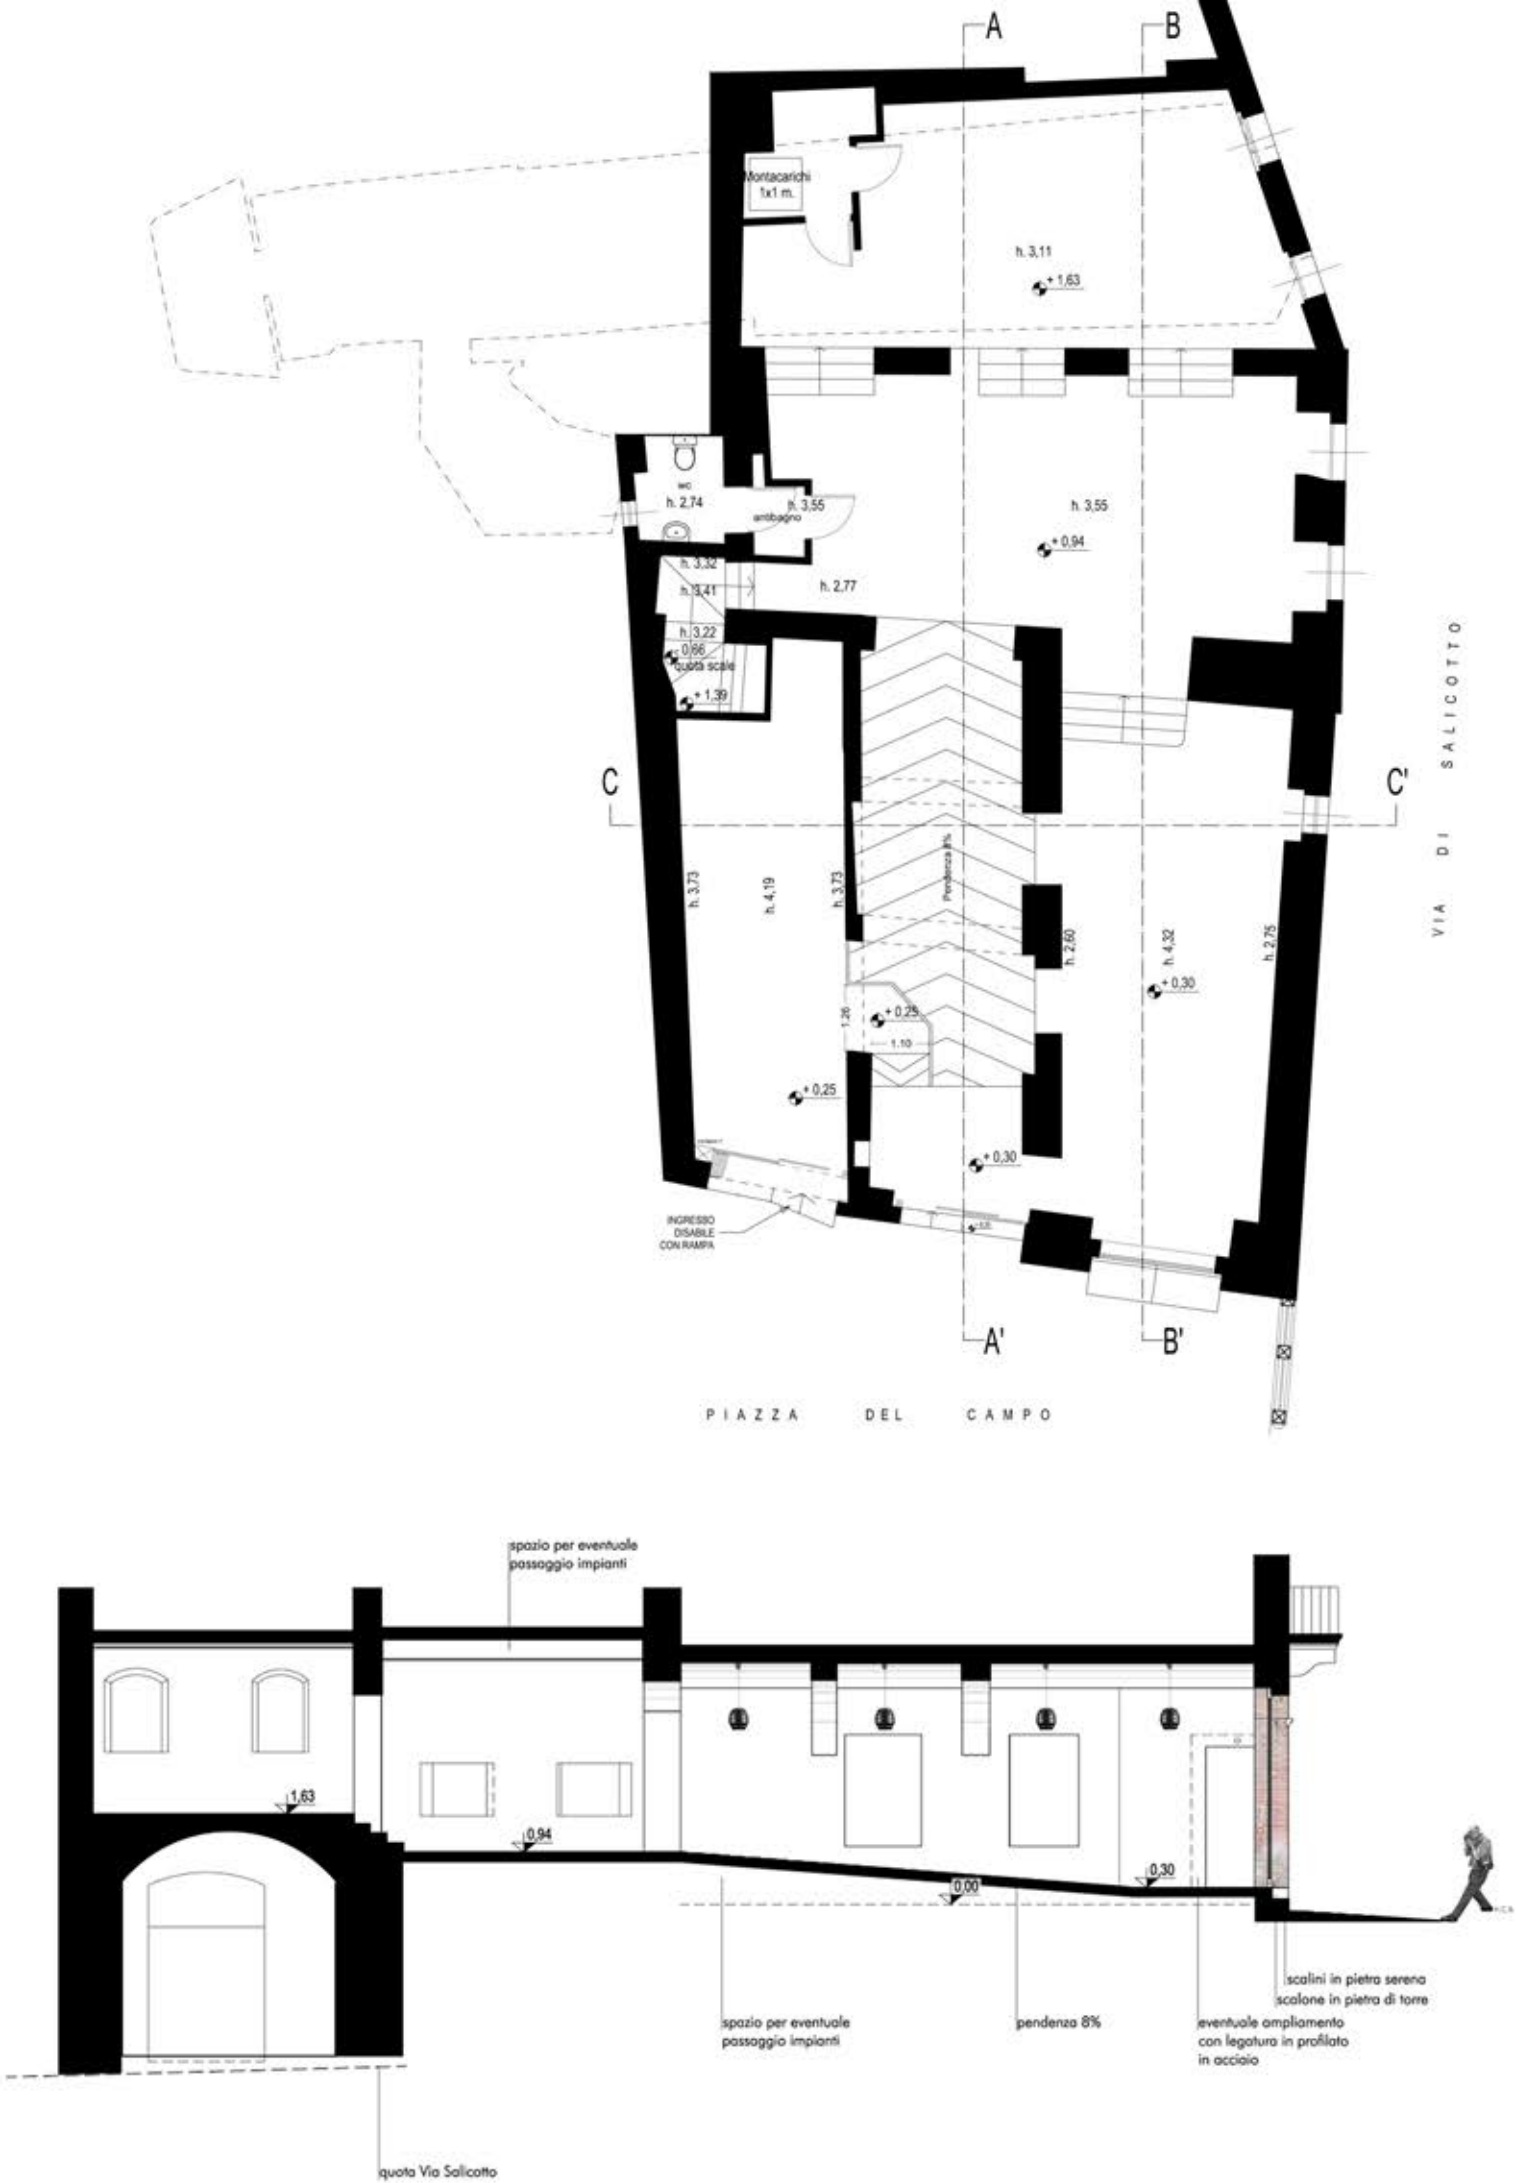 A
B
Montacarichi
1x1 m.
h. 3,11
+ 1,63
wc
h. 2,74
h. 3,55
antibagno
h. 3,55
+ 0,94
h. 3,32
h. 3,41
h. 2,77
h. 3,22
0,66
quota scale
+ 1,39
VIA DI SALICOTTO
C
C'
Pendenza 8%
h. 3,73
h. 4,19
h. 3,73
h. 2,60
h. 4,32
h. 2,75
+ 0,30
+ 0,25
1.26
1.10
+ 0,25
+ 0,30
INGRESSO
DISABILE
CON RAMPA
A'
B'
PIAZZA DEL CAMPO
spazio per eventuale
passaggio impianti
1,63
0,94
0,30
0,00
scalini in pietra serena
scalone in pietra di torre
spazio per eventuale
passaggio impianti
pendenza 8%
eventuale ampliamento
con legatura in profilato
in acciaio
quota Via Salicotto